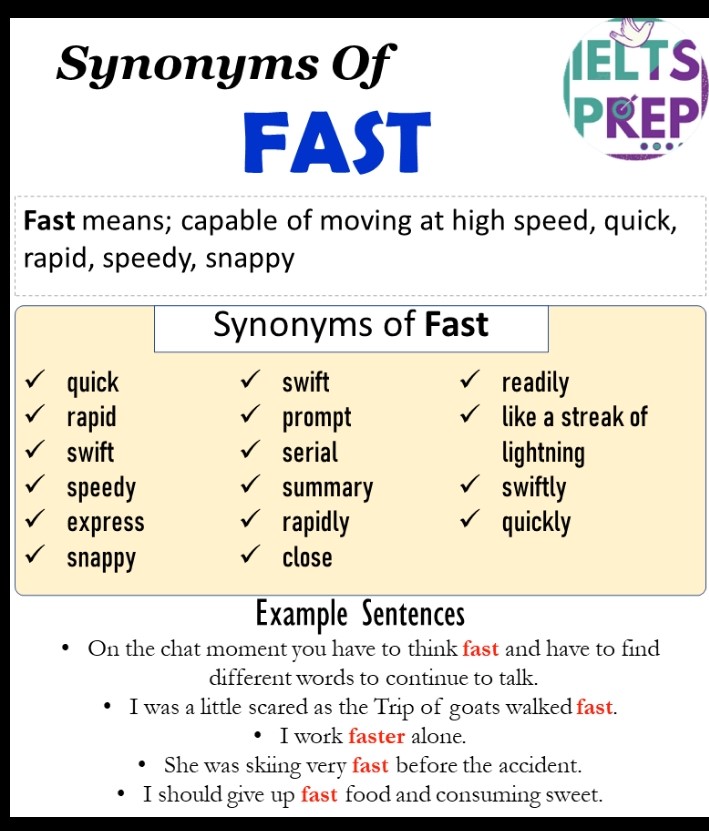 Synonyms Of
FAST
IELTS
PREP
Fast means; capable of moving at high speed, quick,
rapid, speedy, snappy
Synonyms of Fast
✓ quick
✓ rapid
✓ swift
✓ speedy
✓ express
✓ snappy
✓ swift
✓ prompt
✓ serial
✓ summary
✓ rapidly
✓ close
✓ readily
✓ like a streak of
lightning
✓ swiftly
✓ quickly
Example Sentences
• On the chat moment you have to think fast and have to find
different words to continue to talk.
• I was a little scared as the Trip of goats walked fast.
• I work faster alone.
• She was skiing very fast before the accident.
• I should give up fast food and consuming sweet.